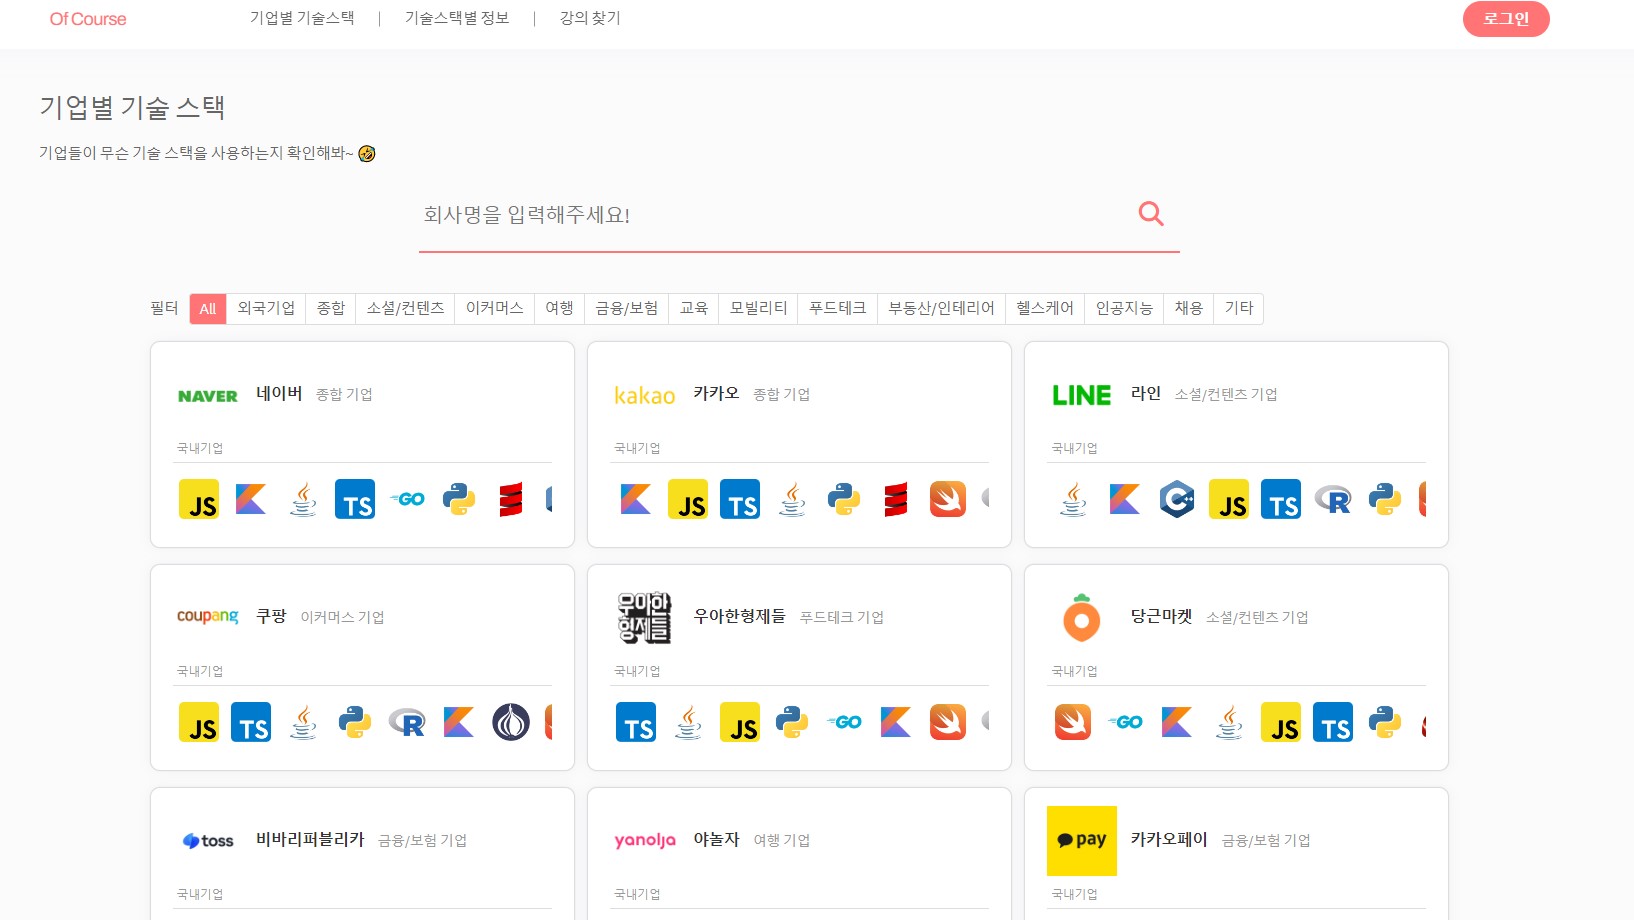 Of Course 기업별 기술스택 | 기술스택별 정보 | 강의 찾기 로그인
기업별 기술 스택
기업들이 무슨 기술 스택을 사용하는지 확인해봐~ 🤣
회사명을 입력해주세요!
필터 All 외국기업 종합 소셜/컨텐츠 이커머스 여행 금융/보험 교육 모빌리티 푸드테크 부동산/인테리어 헬스케어 인공지능 채용 기타
NAVER 네이버 종합 기업
국내기업
JS TS GO
kakao 카카오 종합 기업
국내기업
JS TS
LINE 라인 소셜/컨텐츠 기업
국내기업
C++ JS TS R
coupang 쿠팡 이커머스 기업
국내기업
JS TS R
우아한형제들 우아한형제들 푸드테크 기업
국내기업
TS JS GO
당근마켓 소셜/컨텐츠 기업
국내기업
GO JS TS
toss 비바리퍼블리카 금융/보험 기업
국내기업
yanolja 야놀자 여행 기업
국내기업
pay 카카오페이 금융/보험 기업
국내기업